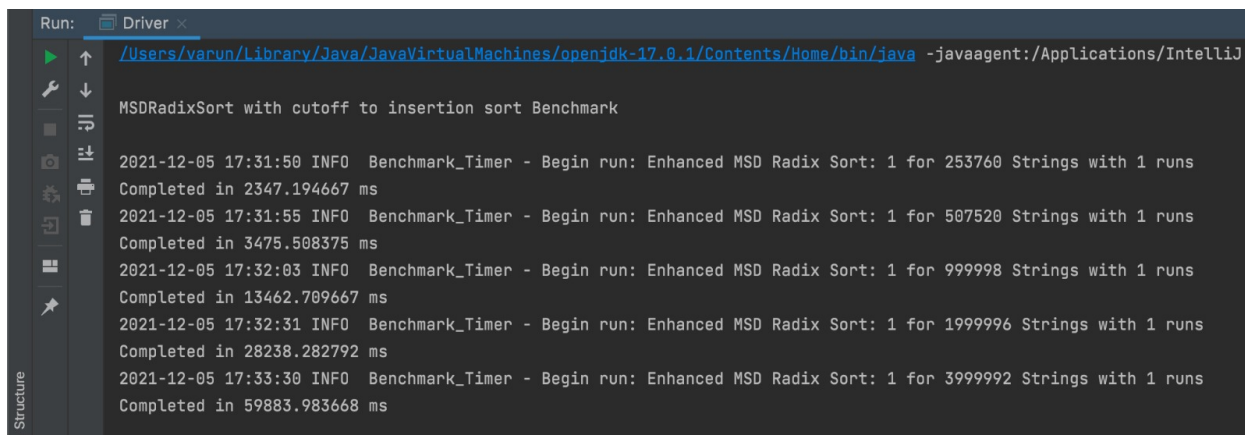 Run: Driver ×
/Users/varun/Library/Java/JavaVirtualMachines/openjdk-17.0.1/Contents/Home/bin/java -javaagent:/Applications/IntelliJ
MSDRadixSort with cutoff to insertion sort Benchmark
2021-12-05 17:31:50 INFO  Benchmark_Timer - Begin run: Enhanced MSD Radix Sort: 1 for 253760 Strings with 1 runs
Completed in 2347.194667 ms
2021-12-05 17:31:55 INFO  Benchmark_Timer - Begin run: Enhanced MSD Radix Sort: 1 for 507520 Strings with 1 runs
Completed in 3475.508375 ms
2021-12-05 17:32:03 INFO  Benchmark_Timer - Begin run: Enhanced MSD Radix Sort: 1 for 999998 Strings with 1 runs
Completed in 13462.709667 ms
2021-12-05 17:32:31 INFO  Benchmark_Timer - Begin run: Enhanced MSD Radix Sort: 1 for 1999996 Strings with 1 runs
Completed in 28238.282792 ms
2021-12-05 17:33:30 INFO  Benchmark_Timer - Begin run: Enhanced MSD Radix Sort: 1 for 3999992 Strings with 1 runs
Completed in 59883.983668 ms
Structure